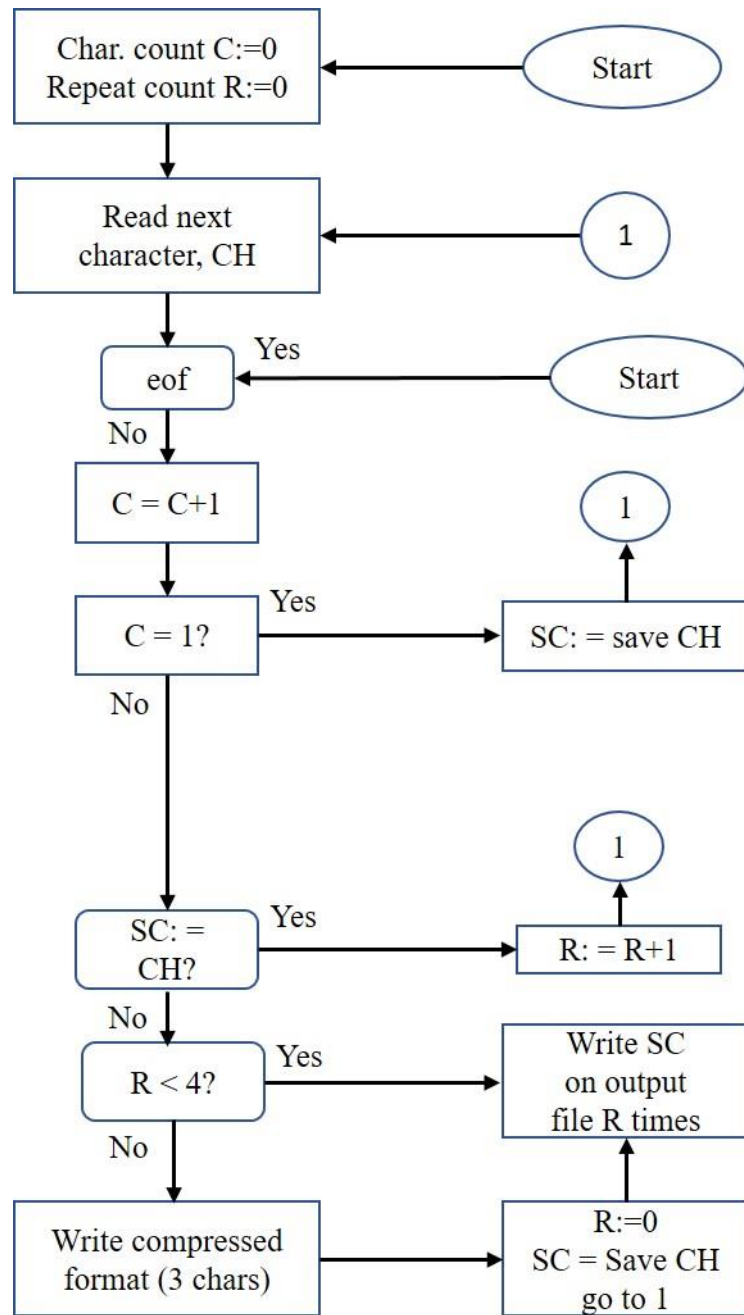 Char. count C:=0
Repeat count R:=0
Start
Read next
character, CH
1
eof
Yes
Start
No
C = C+1
1
C = 1?
Yes
SC: = save CH
No
1
SC: =
CH?
Yes
R: = R+1
No
R < 4?
Yes
Write SC
on output
file R times
No
Write compressed
format (3 chars)
R:=0
SC = Save CH
go to 1